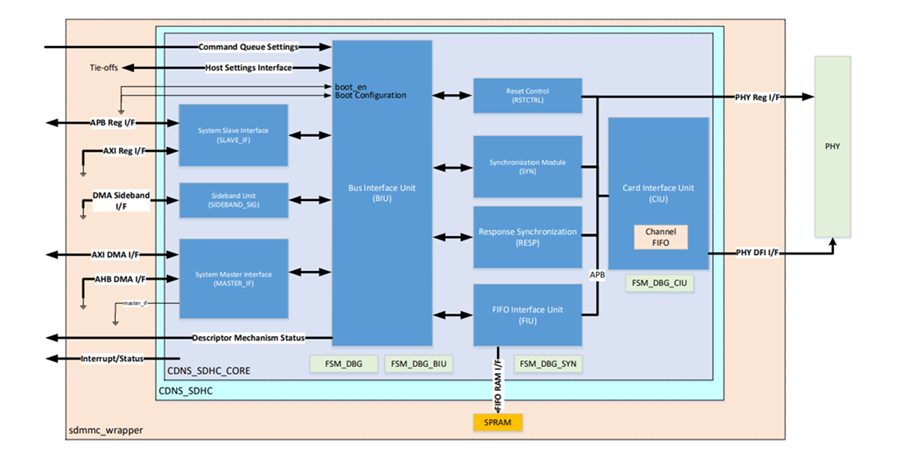 Command Queue Settings
Tie-offs
Host Settings Interface
boot_en
Boot Configuration
APB Reg I/F
System Slave Interface
(SLAVE_IF)
AXI Reg I/F
DMA Sideband
I/F
Sideband Unit
(SIDEBAND_SIG)
AXI DMA I/F
System Master Interface
(MASTER_IF)
AHB DMA I/F
master_if
Descriptor Mechanism Status
Interrupt/Status
Bus Interface Unit
(BIU)
Reset Control
(RSTCTRL)
Synchronization Module
(SYN)
Response Synchronization
(RESP)
FIFO Interface Unit
(FIU)
APB
Card Interface Unit
(CIU)
Channel
FIFO
FSM_DBG_CIU
PHY Reg I/F
PHY
PHY DFI I/F
FSM_DBG
FSM_DBG_BIU
FSM_DBG_SYN
FIFO RAM I/F
SPRAM
CDNS_SDHC_CORE
CDNS_SDHC
sdmmc_wrapper